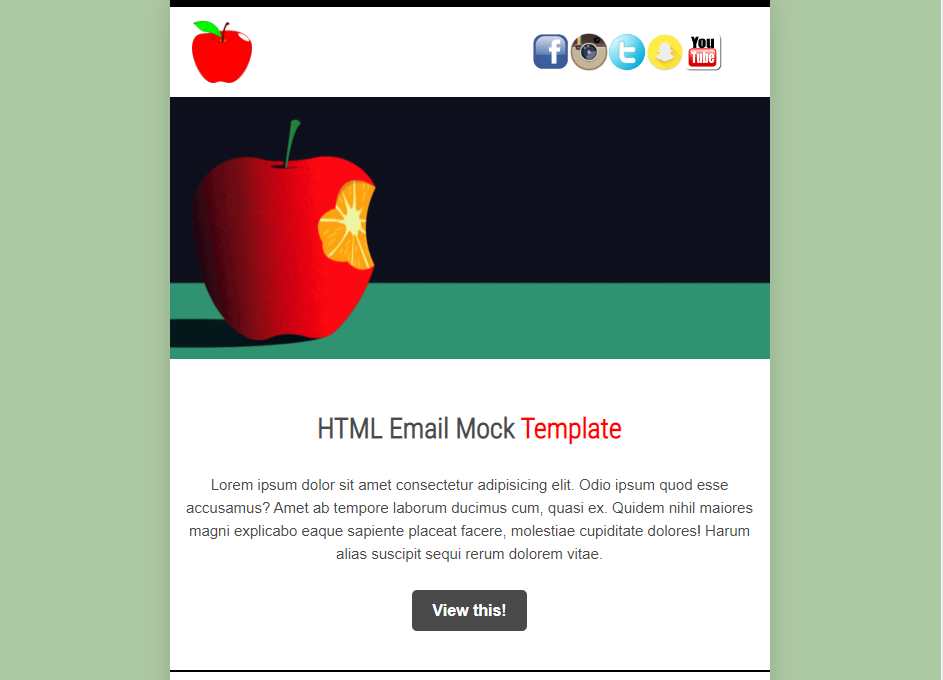 f
t
You
Tube
HTML Email Mock Template
Lorem ipsum dolor sit amet consectetur adipisicing elit. Odio ipsum quod esse
accusamus? Amet ab tempore laborum ducimus cum, quasi ex. Quidem nihil maiores
magni explicabo eaque sapiente placeat facere, molestiae cupiditate dolores! Harum
alias suscipit sequi rerum dolorem vitae.
View this!